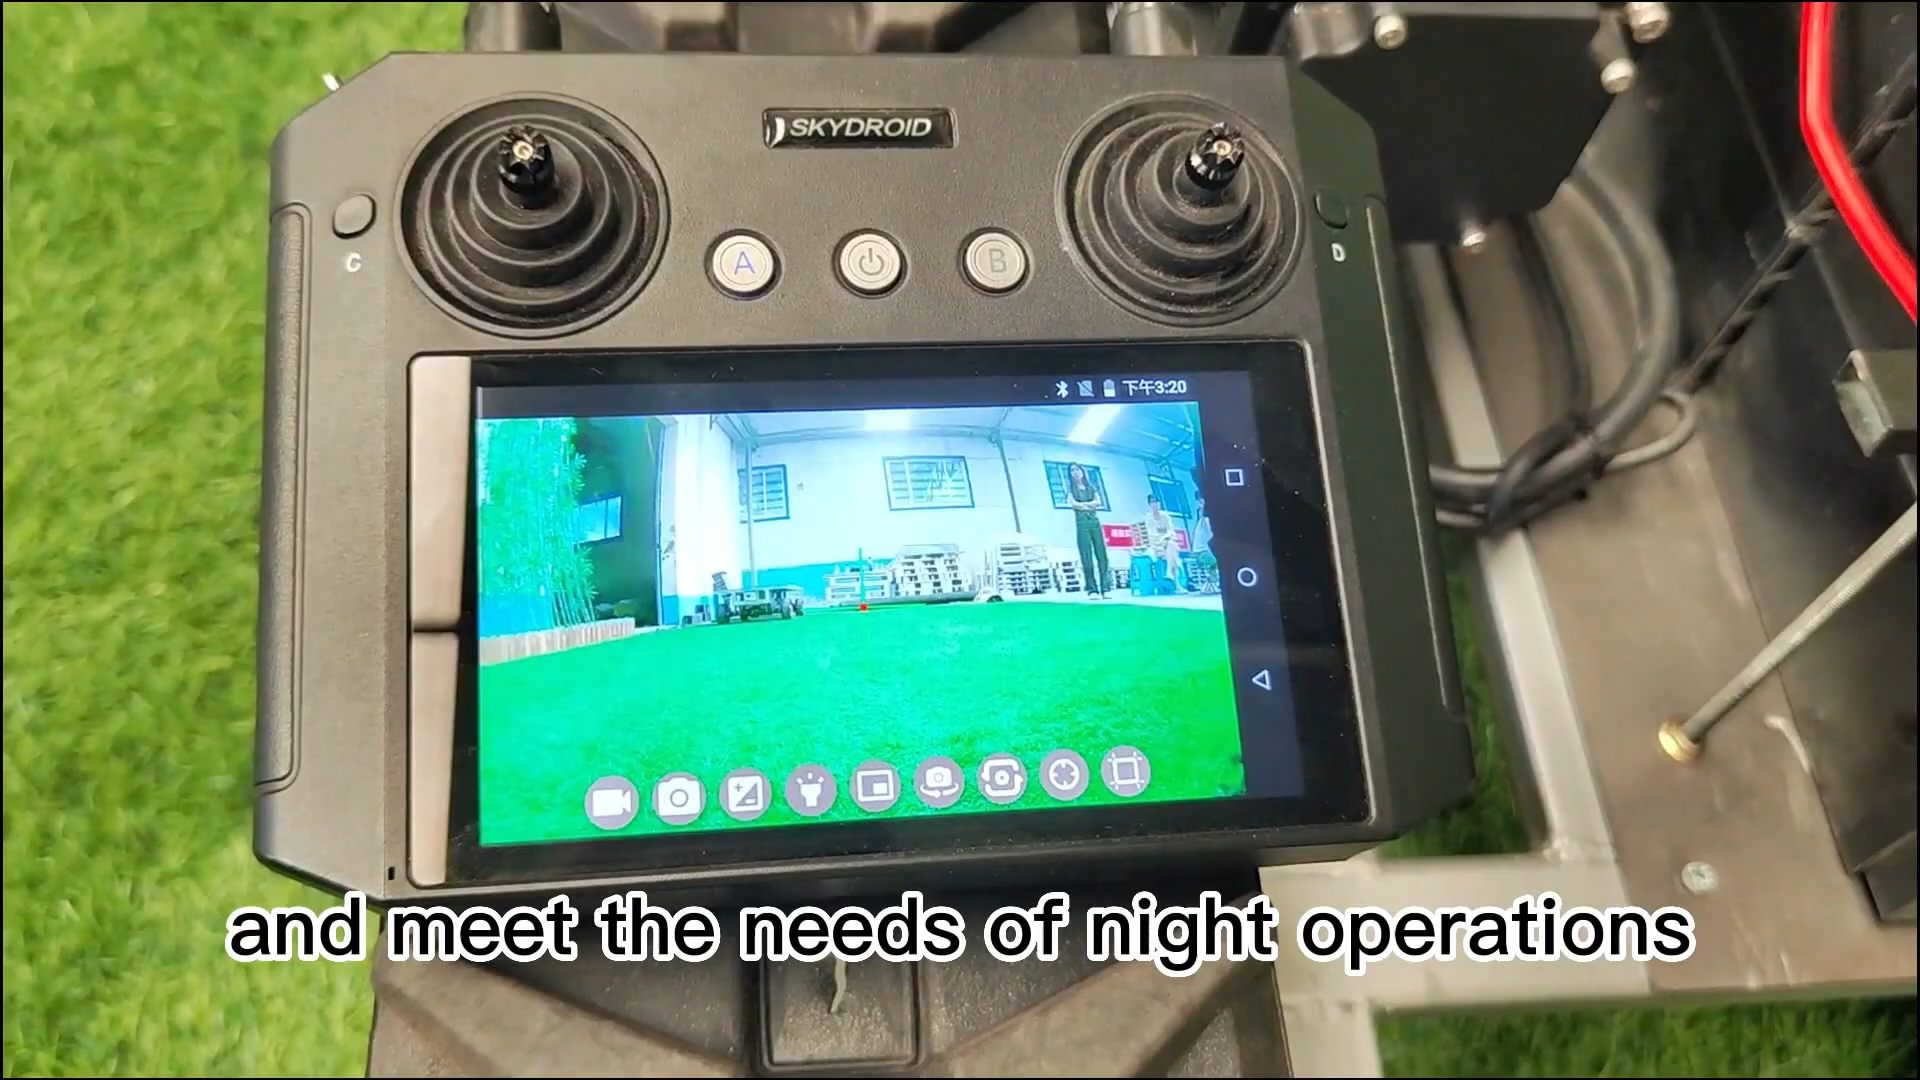 SKYDROID
A
B
C
D
下午3:20
and meet the needs of night operations